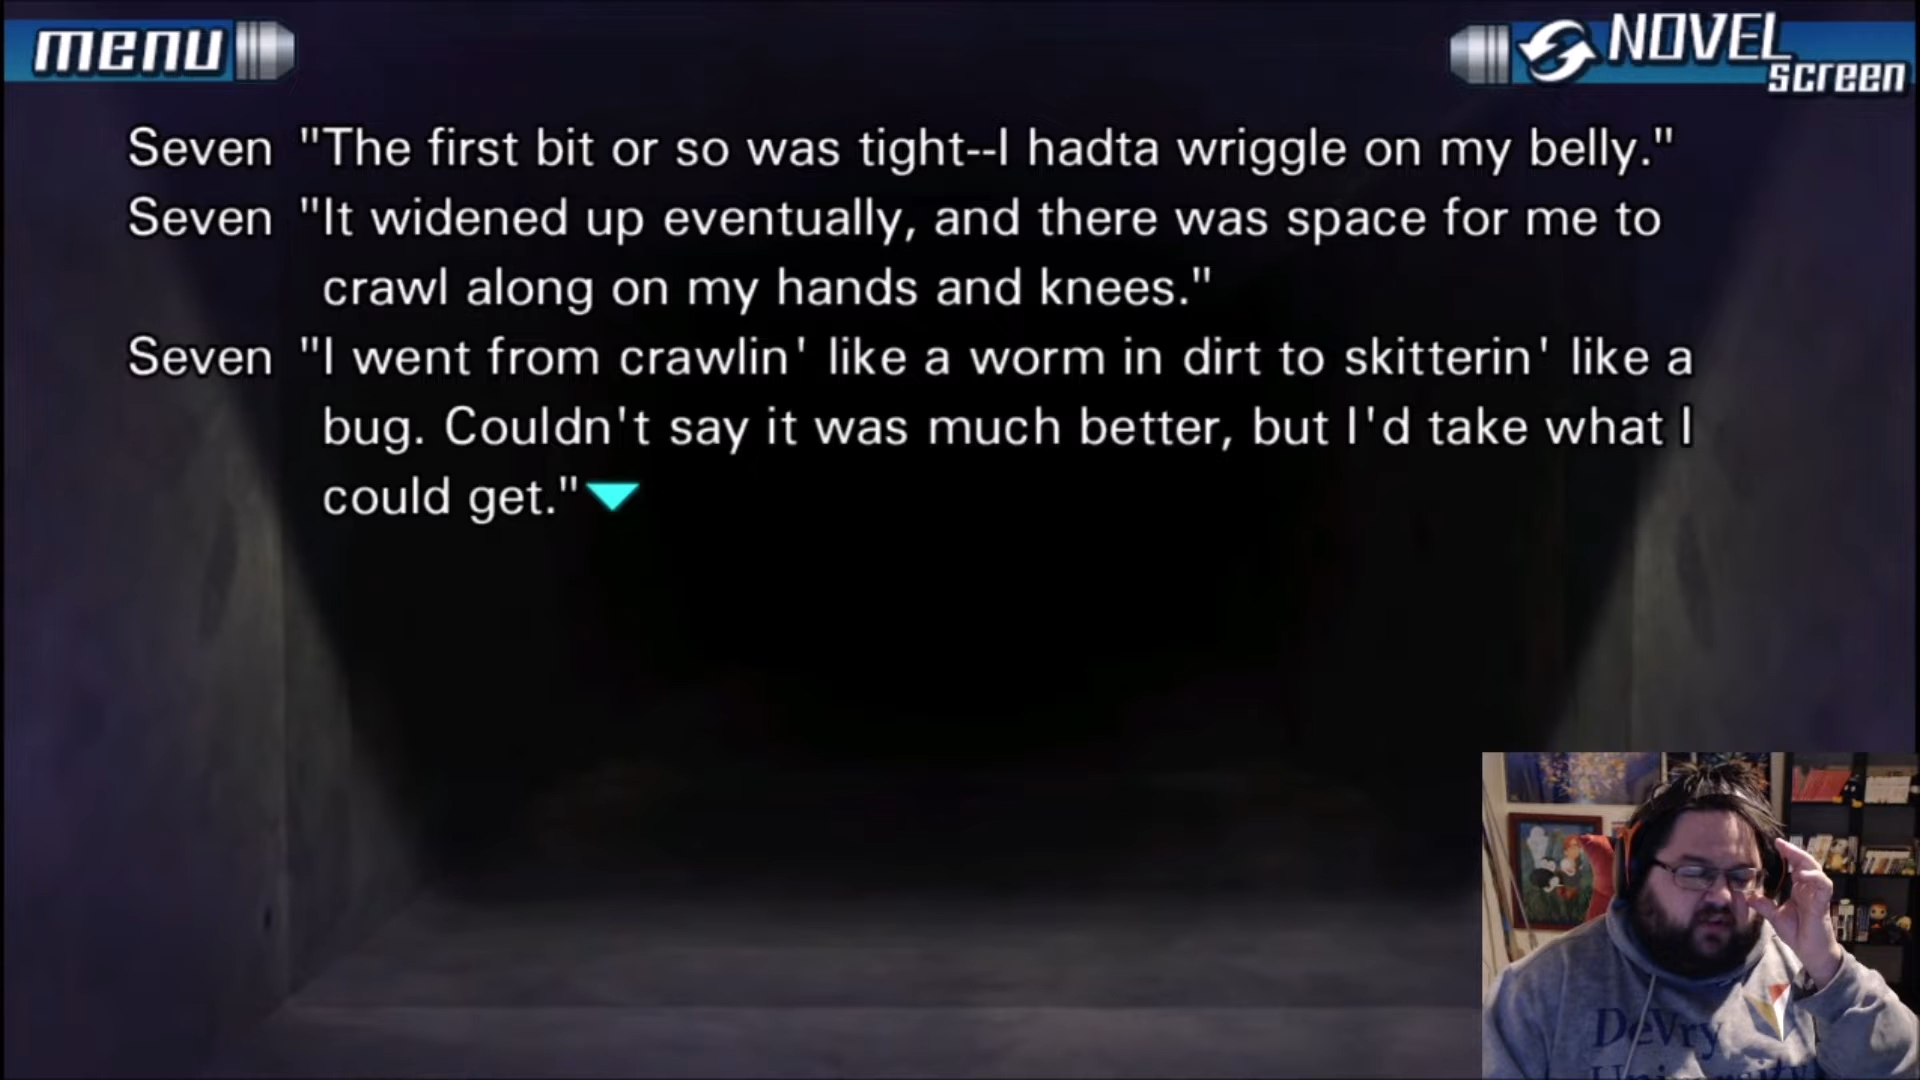 menu
NOVEL
screen
Seven "The first bit or so was tight--I hadta wriggle on my belly."
Seven "It widened up eventually, and there was space for me to
crawl along on my hands and knees."
Seven "I went from crawlin' like a worm in dirt to skitterin' like a
bug. Couldn't say it was much better, but I'd take what I
could get."
DeVry
University